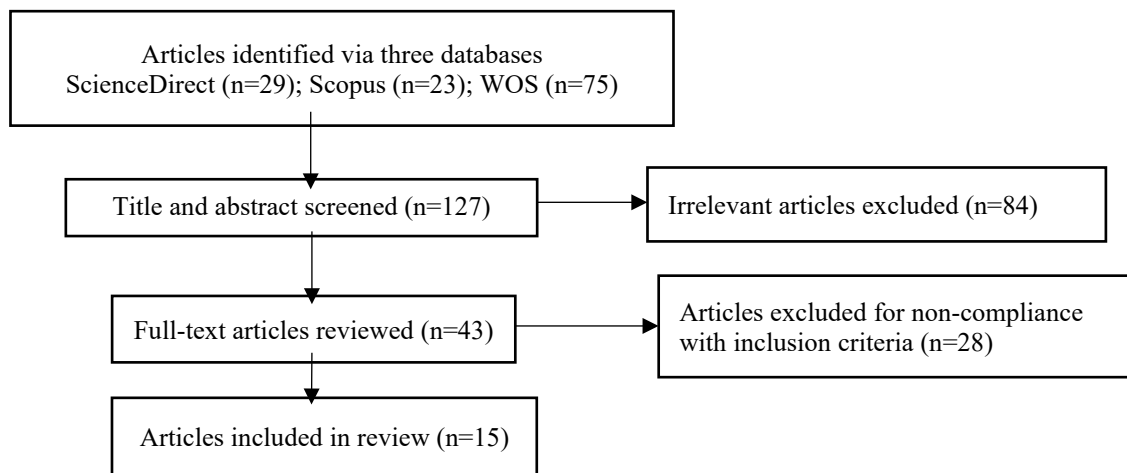 Articles identified via three databases
ScienceDirect (n=29); Scopus (n=23); WOS (n=75)
Title and abstract screened (n=127)
Irrelevant articles excluded (n=84)
Full-text articles reviewed (n=43)
Articles excluded for non-compliance
with inclusion criteria (n=28)
Articles included in review (n=15)